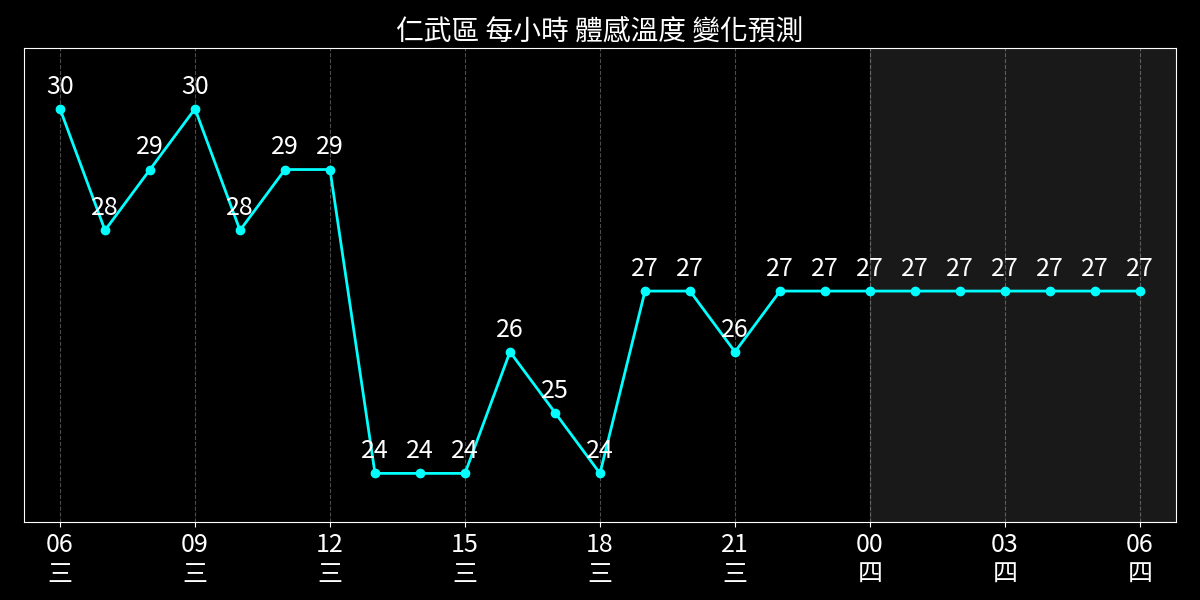 仁武區 每小時 體感溫度 變化預測
30 28 29 30 28 29 29 24 24 24 26 25 24 27 27 26 27 27 27 27 27 27 27 27 27
06 09 12 15 18 21 00 03 06
三 三 三 三 三 三 四 四 四